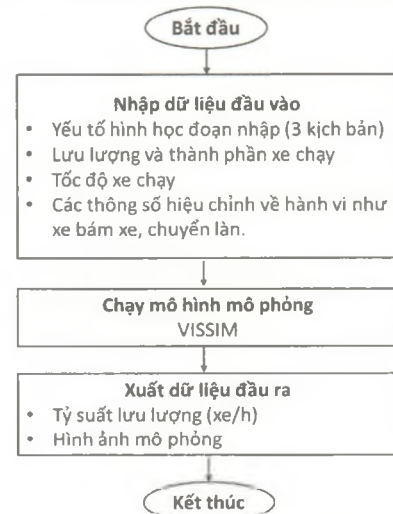 Bắt đầu
Nhập dữ liệu đầu vào
• Yếu tố hình học đoạn nhập (3 kịch bản)
• Lưu lượng và thành phần xe chạy
• Tốc độ xe chạy
• Các thông số hiệu chỉnh về hành vi như
xe bám xe, chuyển làn.
Chạy mô hình mô phỏng
VISSIM
Xuất dữ liệu đầu ra
• Tỷ suất lưu lượng (xe/h)
• Hình ảnh mô phỏng
Kết thúc